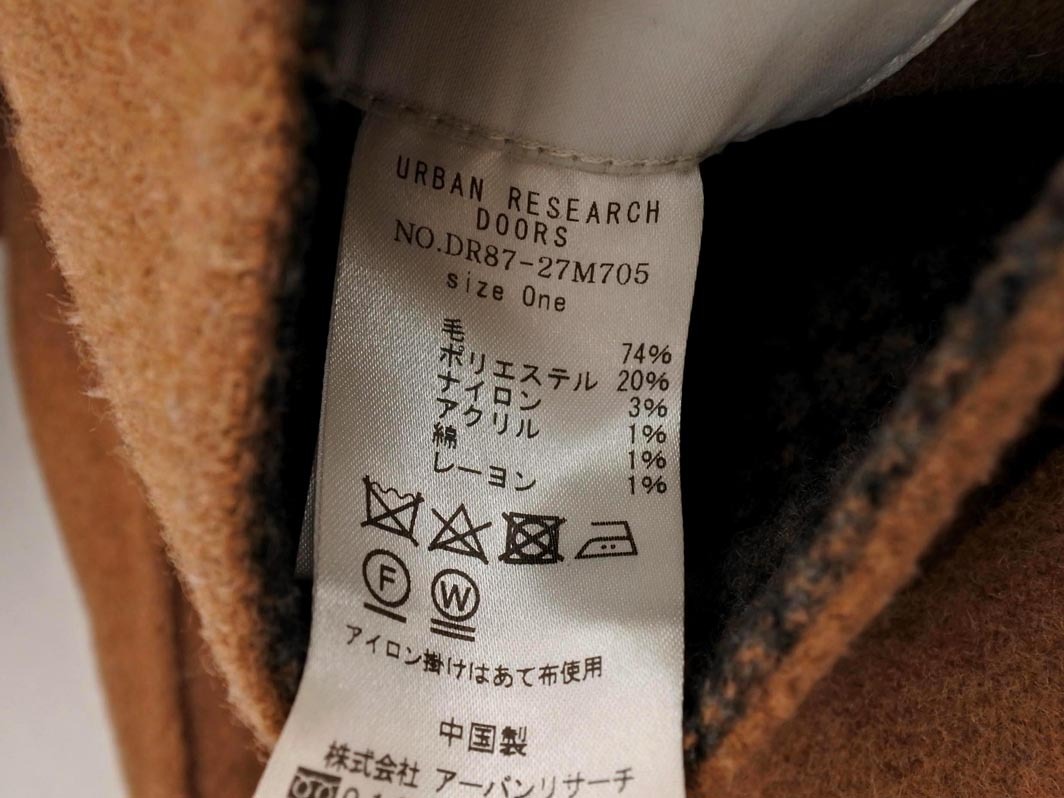 URBAN RESEARCH
DOORS
NO.DR87-27M705
size One
毛 74%
ポリエステル 20%
ナイロン 3%
アクリル 1%
綿 1%
レーヨン 1%
F W
アイロン掛けはあて布使用
中国製
株式会社 アーバンリサーチ